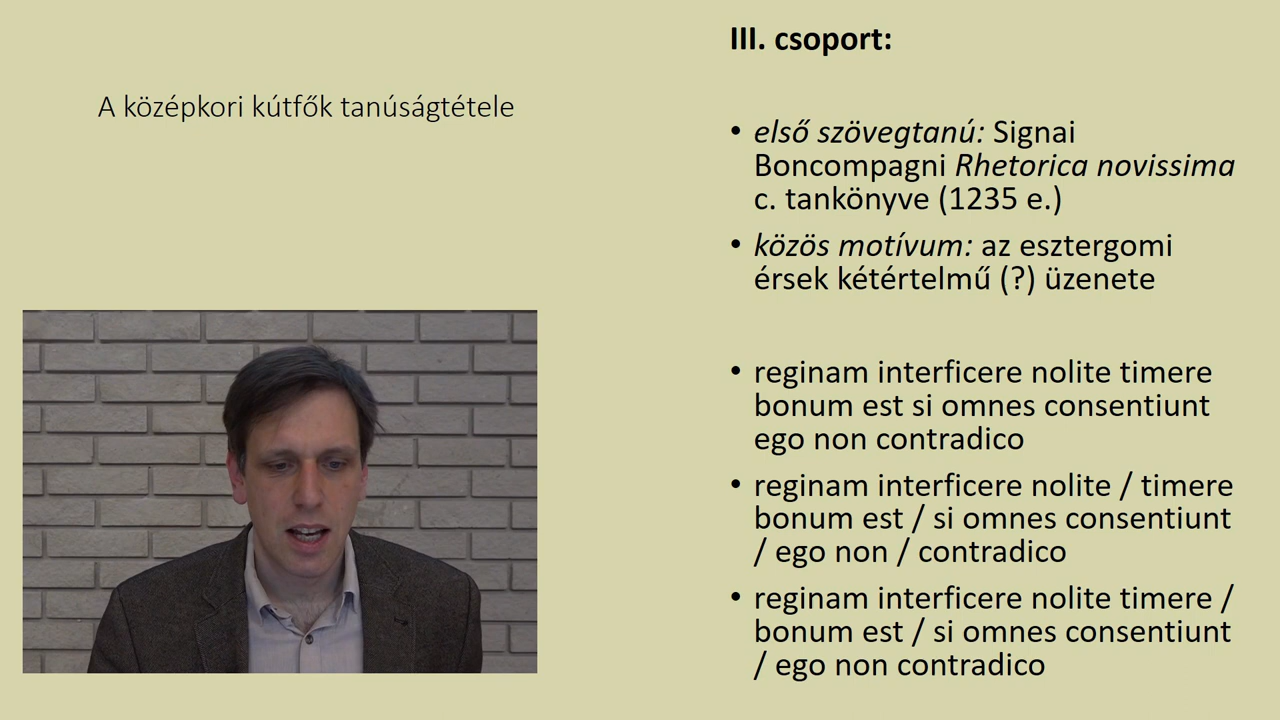 A középkori kútfők tanúságtétele
III. csoport:
• első szövegtanú: Signai
Boncompagni Rhetorica novissima
c. tankönyve (1235 e.)
• közös motívum: az esztergomi
érsek kétértelmű (?) üzenete
• reginam interficere nolite timere
bonum est si omnes consentiunt
ego non contradico
• reginam interficere nolite / timere
bonum est / si omnes consentiunt
/ ego non / contradico
• reginam interficere nolite timere /
bonum est / si omnes consentiunt
/ ego non contradico